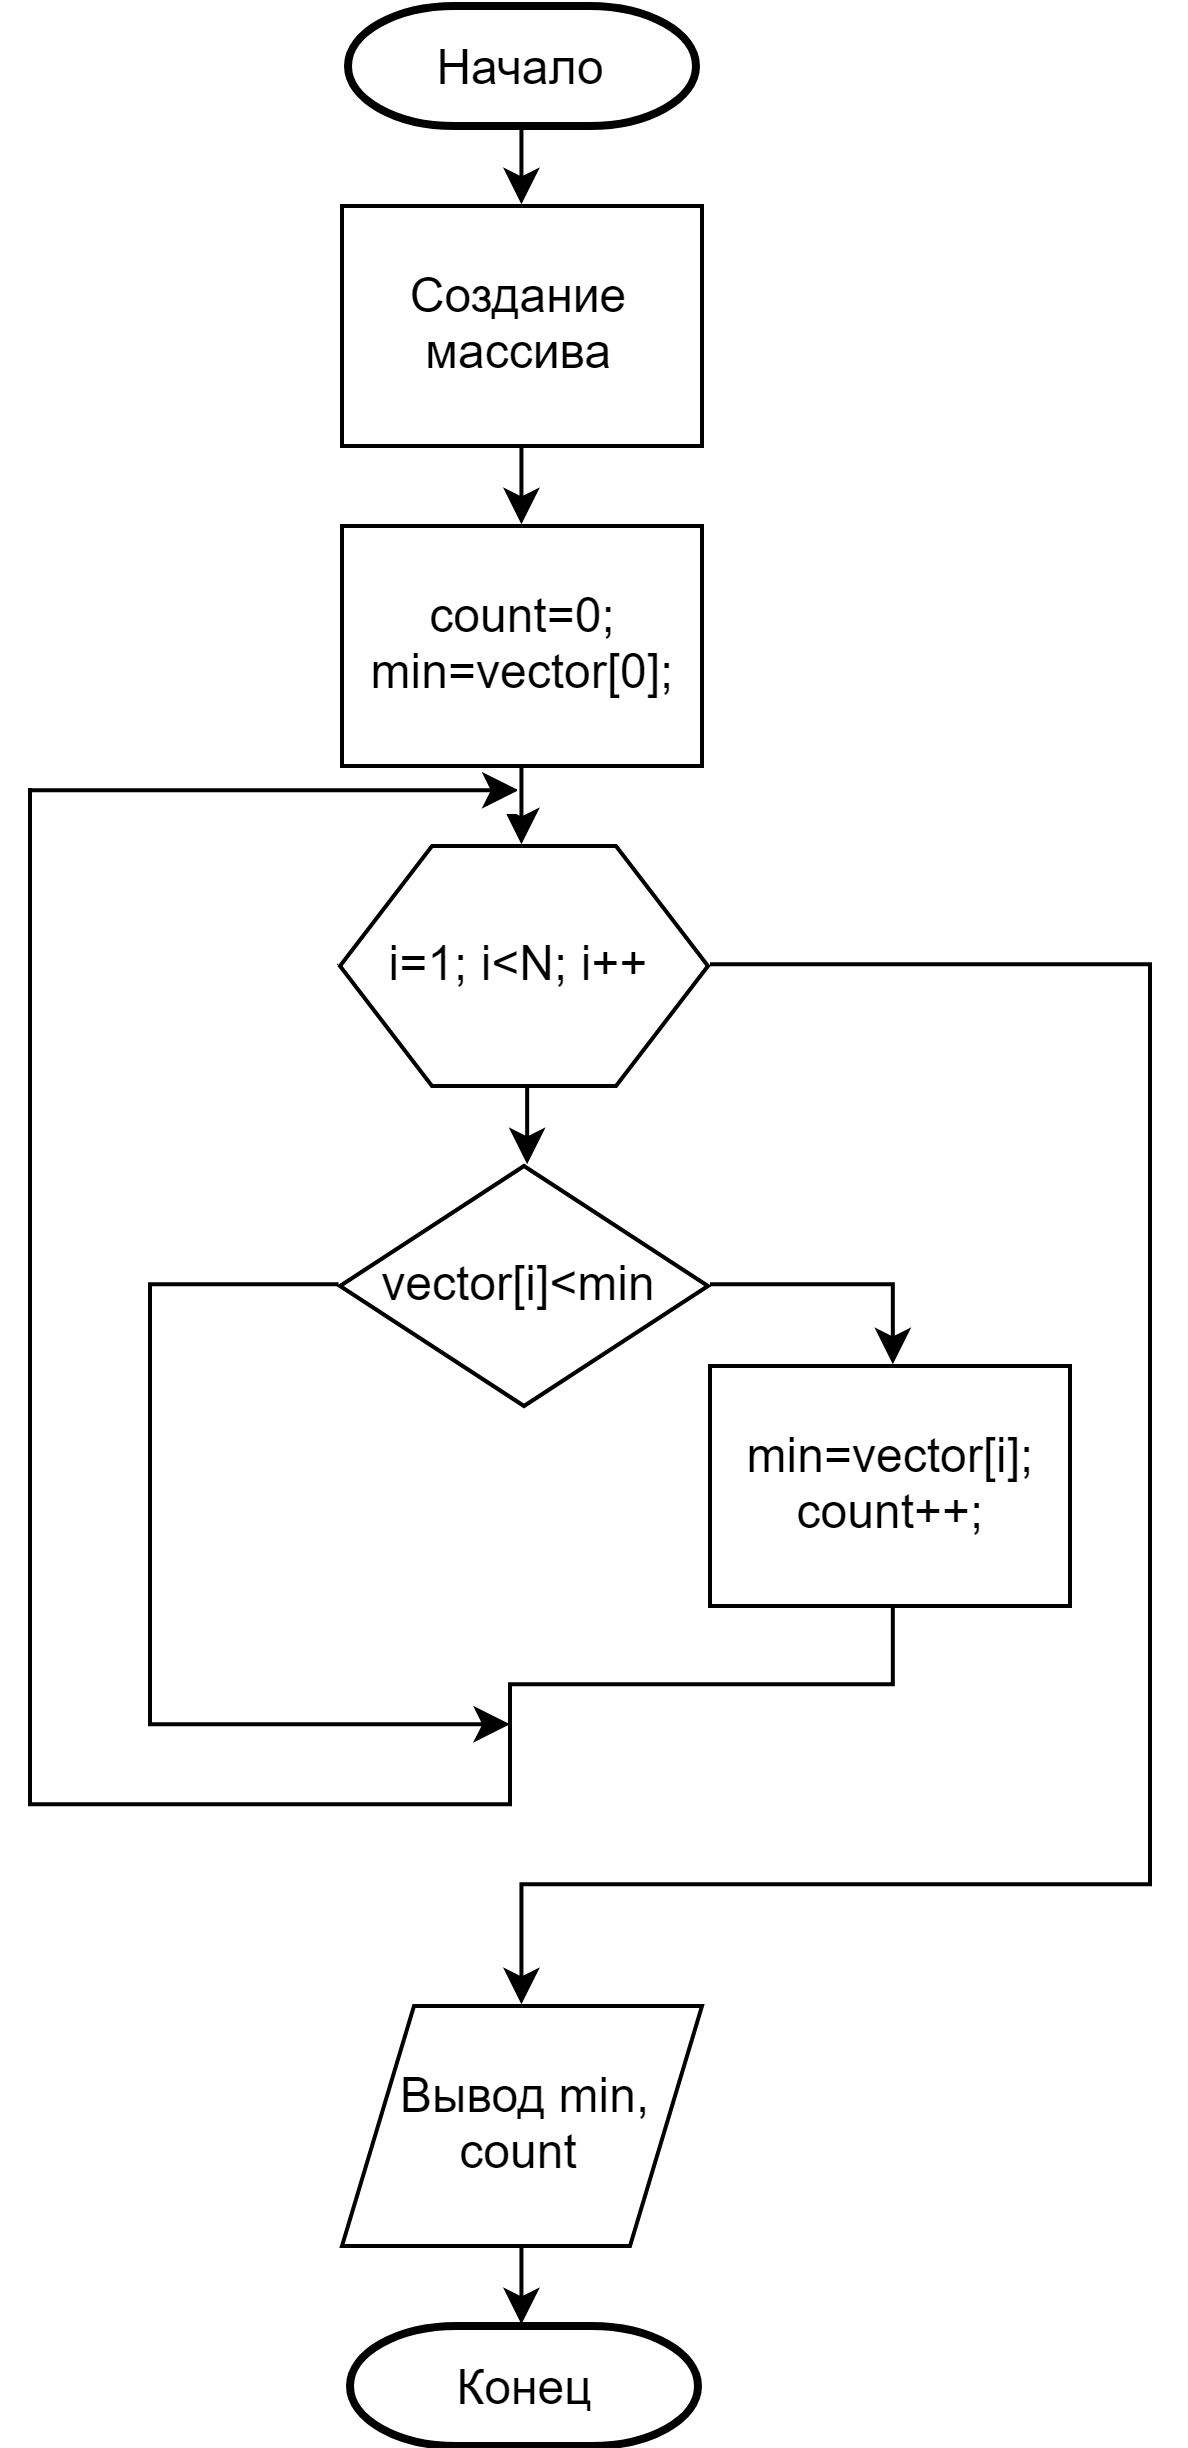 Начало
Создание
массива
count=0;
min=vector[0];
i=1; i<N; i++
vector[i]<min
min=vector[i];
count++;
Вывод min,
count
Конец